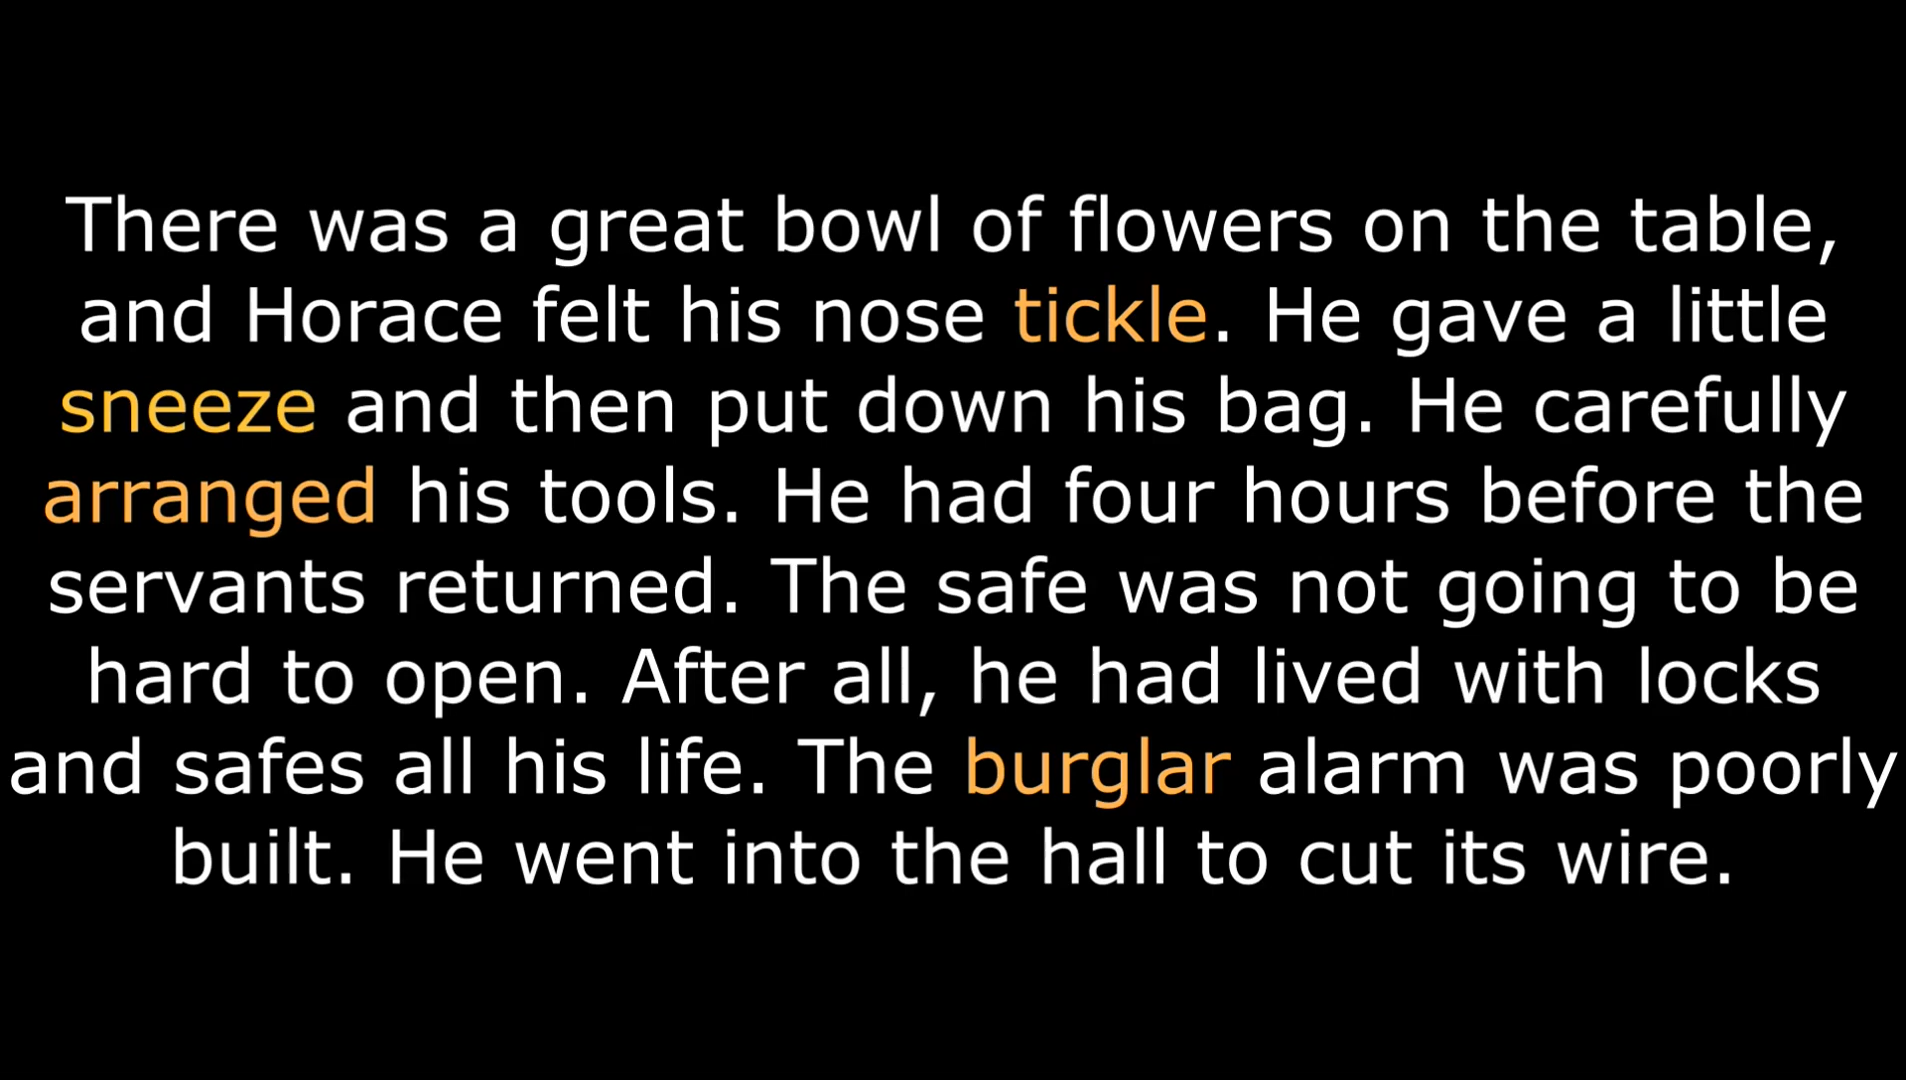 There was a great bowl of flowers on the table,
and Horace felt his nose tickle. He gave a little
sneeze and then put down his bag. He carefully
arranged his tools. He had four hours before the
servants returned. The safe was not going to be
hard to open. After all, he had lived with locks
and safes all his life. The burglar alarm was poorly
built. He went into the hall to cut its wire.